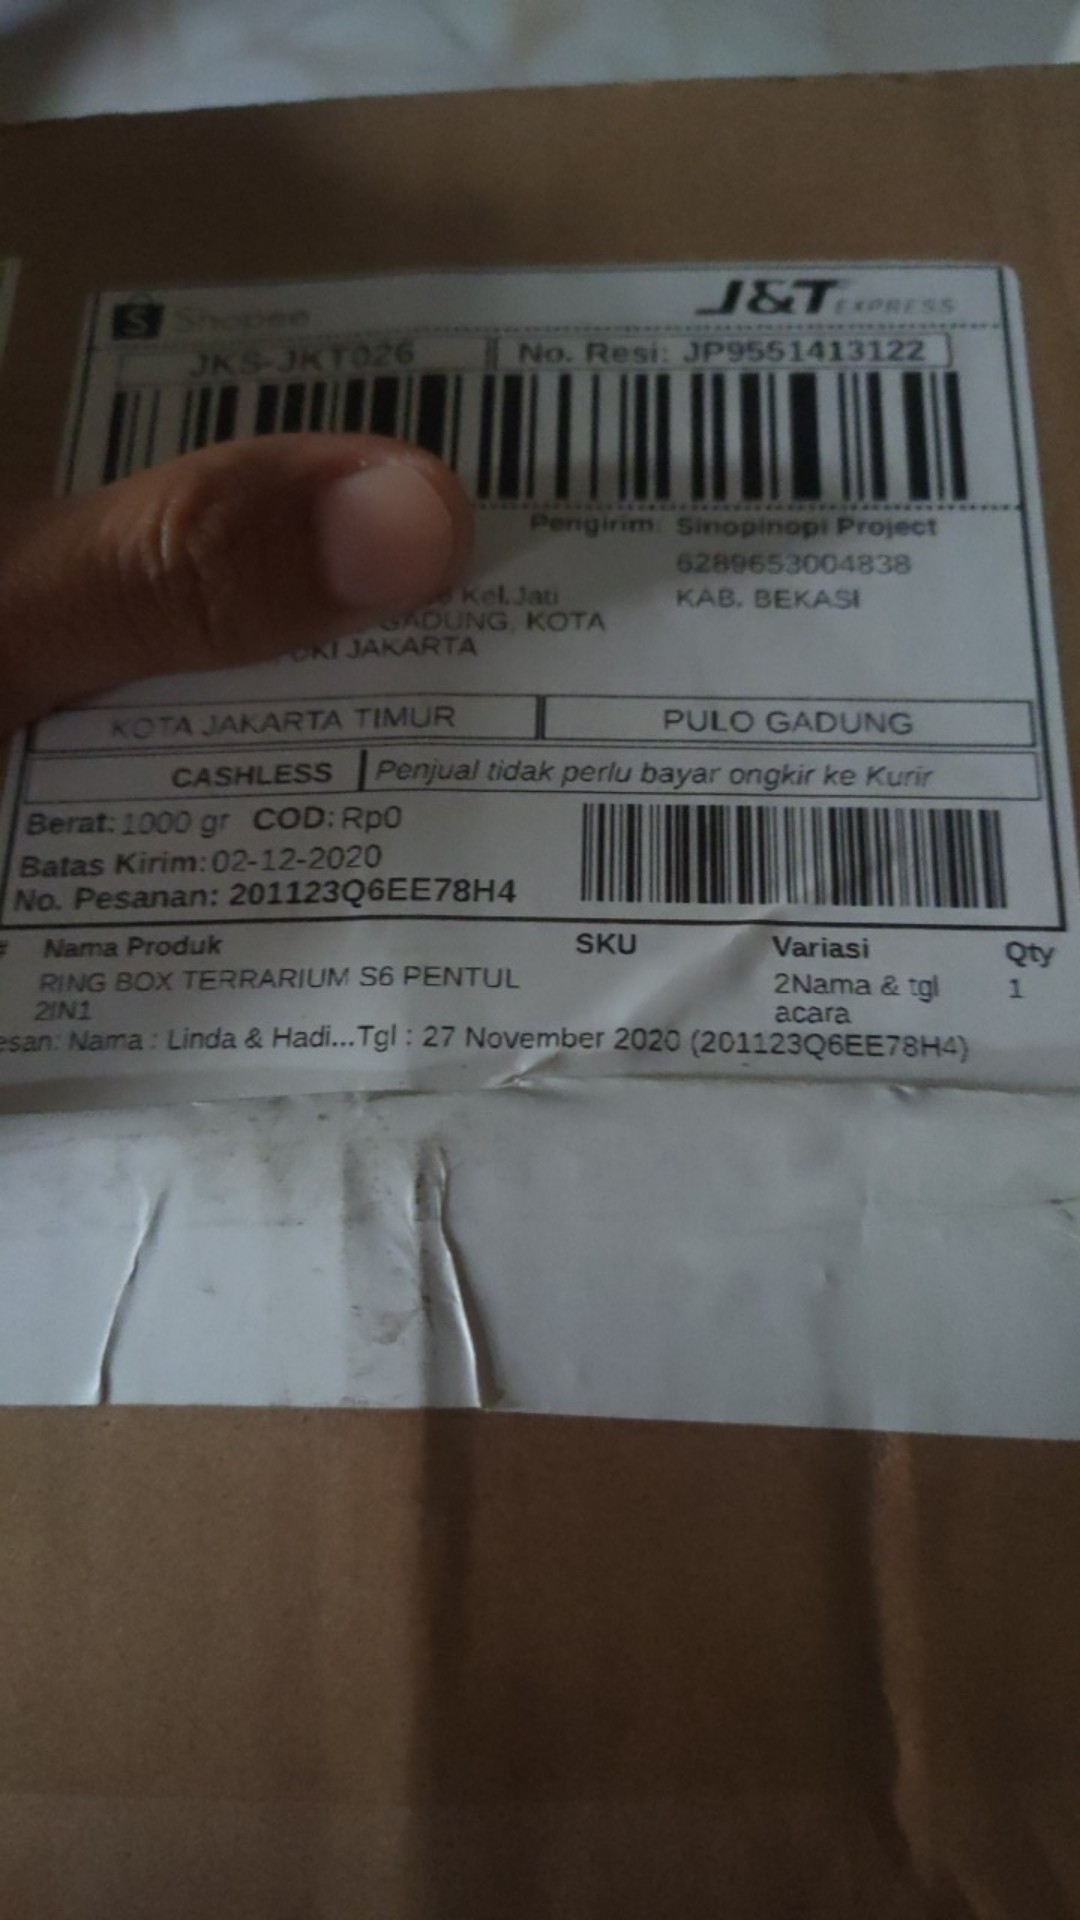 Shopee
J&T EXPRESS
JKS-JKT026
No. Resi: JP9551413122
Pengirim: Sinopinopi Project
6289653004838
KAB. BEKASI
Kel.Jati
GADUNG, KOTA
DKI JAKARTA
KOTA JAKARTA TIMUR
PULO GADUNG
CASHLESS
Penjual tidak perlu bayar ongkir ke Kurir
Berat: 1000 gr COD: Rp0
Batas Kirim: 02-12-2020
No. Pesanan: 201123Q6EE78H4
# Nama Produk SKU Variasi Qty
RING BOX TERRARIUM S6 PENTUL 2Nama & tgl 1
2IN1 acara
esan: Nama : Linda & Hadi...Tgl : 27 November 2020 (201123Q6EE78H4)